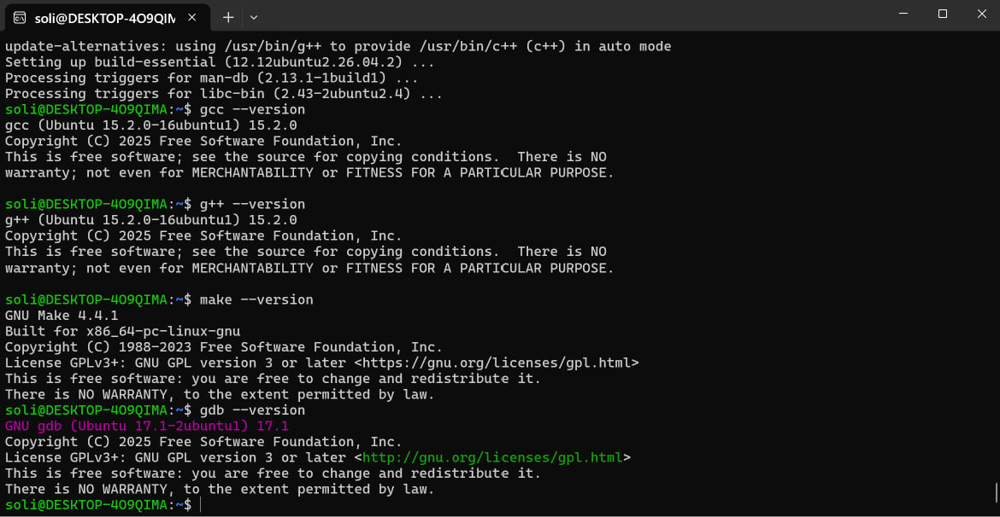 soli@DESKTOP-4O9QIM
update-alternatives: using /usr/bin/g++ to provide /usr/bin/c++ (c++) in auto mode
Setting up build-essential (12.12ubuntu2.26.04.2) ...
Processing triggers for man-db (2.13.1-1build1) ...
Processing triggers for libc-bin (2.43-2ubuntu2.4) ...
soli@DESKTOP-4O9QIMA:~$ gcc --version
gcc (Ubuntu 15.2.0-16ubuntu1) 15.2.0
Copyright (C) 2025 Free Software Foundation, Inc.
This is free software; see the source for copying conditions.  There is NO
warranty; not even for MERCHANTABILITY or FITNESS FOR A PARTICULAR PURPOSE.

soli@DESKTOP-4O9QIMA:~$ g++ --version
g++ (Ubuntu 15.2.0-16ubuntu1) 15.2.0
Copyright (C) 2025 Free Software Foundation, Inc.
This is free software; see the source for copying conditions.  There is NO
warranty; not even for MERCHANTABILITY or FITNESS FOR A PARTICULAR PURPOSE.

soli@DESKTOP-4O9QIMA:~$ make --version
GNU Make 4.4.1
Built for x86_64-pc-linux-gnu
Copyright (C) 1988-2023 Free Software Foundation, Inc.
License GPLv3+: GNU GPL version 3 or later <https://gnu.org/licenses/gpl.html>
This is free software: you are free to change and redistribute it.
There is NO WARRANTY, to the extent permitted by law.
soli@DESKTOP-4O9QIMA:~$ gdb --version
GNU gdb (Ubuntu 17.1-2ubuntu1) 17.1
Copyright (C) 2025 Free Software Foundation, Inc.
License GPLv3+: GNU GPL version 3 or later <http://gnu.org/licenses/gpl.html>
This is free software: you are free to change and redistribute it.
There is NO WARRANTY, to the extent permitted by law.
soli@DESKTOP-4O9QIMA:~$